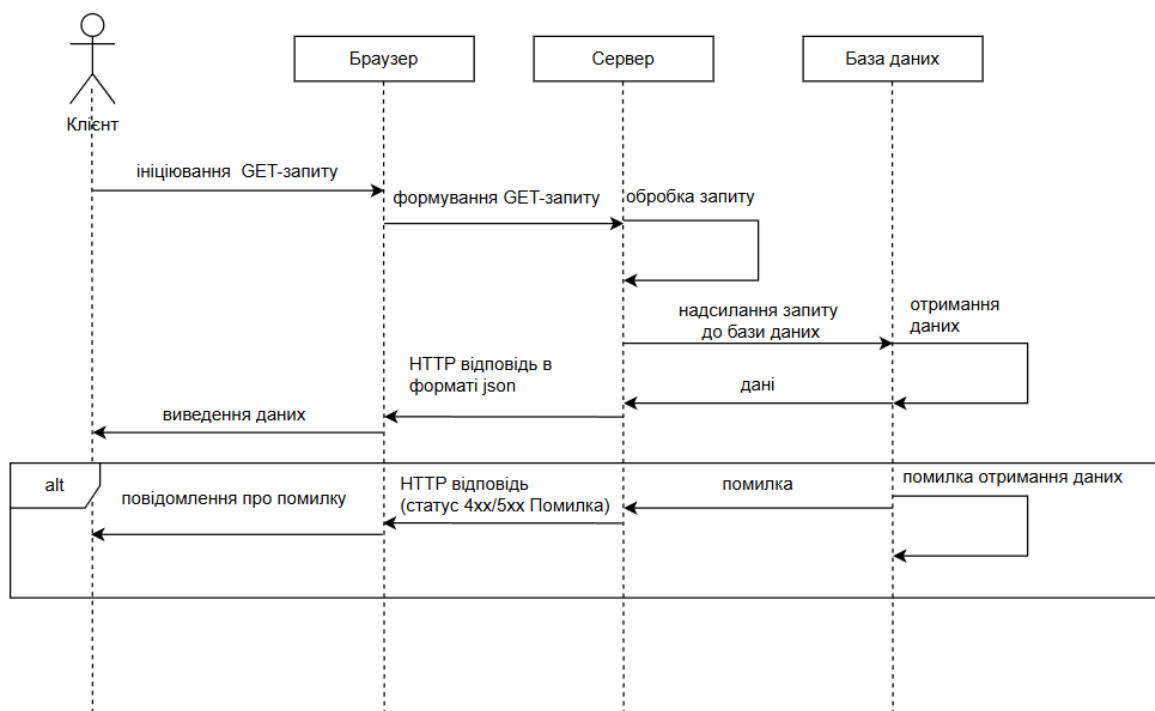 Клієнт
Браузер
Сервер
База даних
ініціювання GET-запиту
формування GET-запиту
обробка запиту
надсилання запиту
до бази даних
отримання
даних
HTTP відповідь в
форматі json
дані
виведення даних
alt
повідомлення про помилку
HTTP відповідь
(статус 4xx/5xx Помилка)
помилка
помилка отримання даних